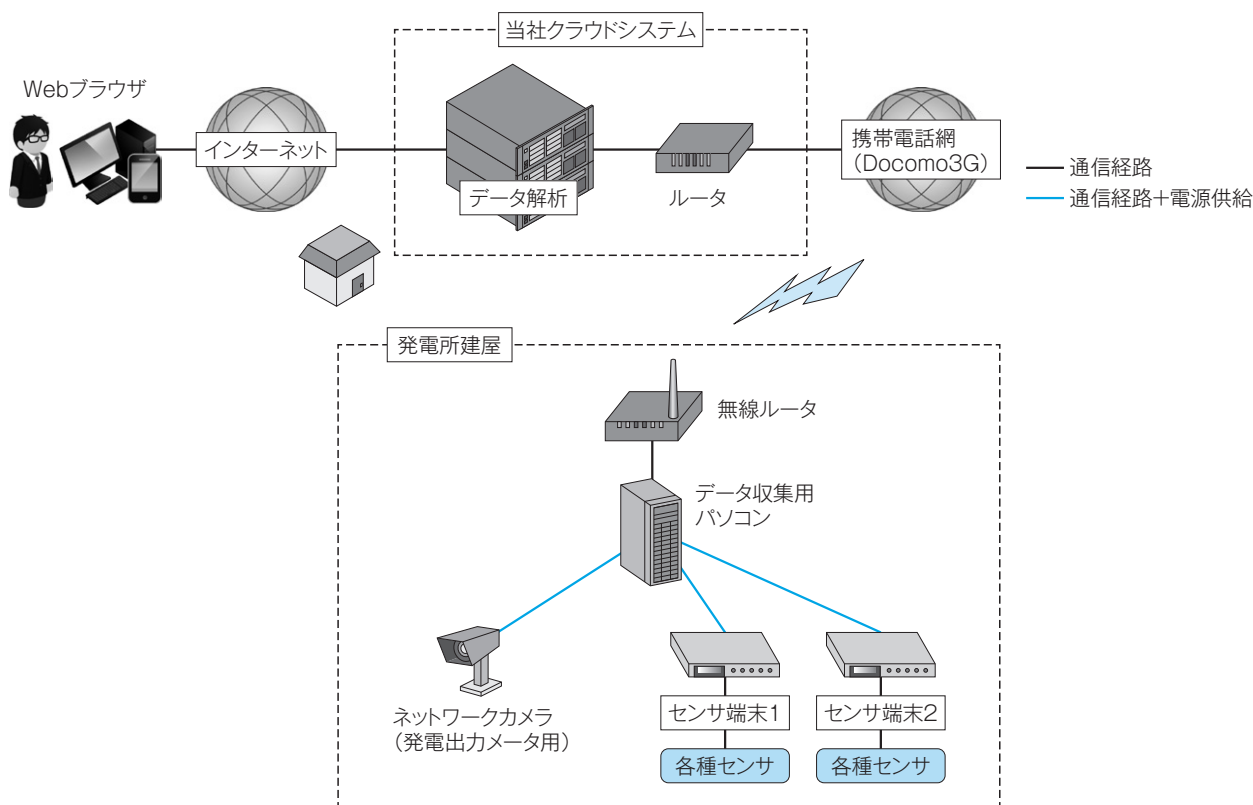 当社クラウドシステム
Webブラウザ
インターネット
データ解析
ルータ
携帯電話網
（Docomo3G）
通信経路
通信経路＋電源供給
発電所建屋
無線ルータ
データ収集用
パソコン
ネットワークカメラ
（発電出力メータ用）
センサ端末1
センサ端末2
各種センサ
各種センサ